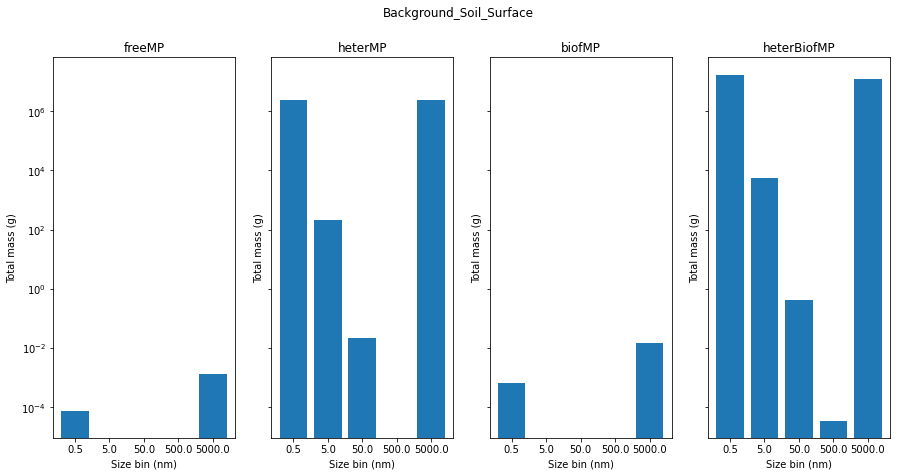 Background_Soil_Surface
freeMP
heterMP
biofMP
heterBiofMP
Total mass (g)
10^6
10^4
10^2
10^0
10^-2
10^-4
0.5 5.0 50.0 500.0 5000.0
Size bin (nm)
Total mass (g)
0.5 5.0 50.0 500.0 5000.0
Size bin (nm)
Total mass (g)
0.5 5.0 50.0 500.0 5000.0
Size bin (nm)
Total mass (g)
0.5 5.0 50.0 500.0 5000.0
Size bin (nm)